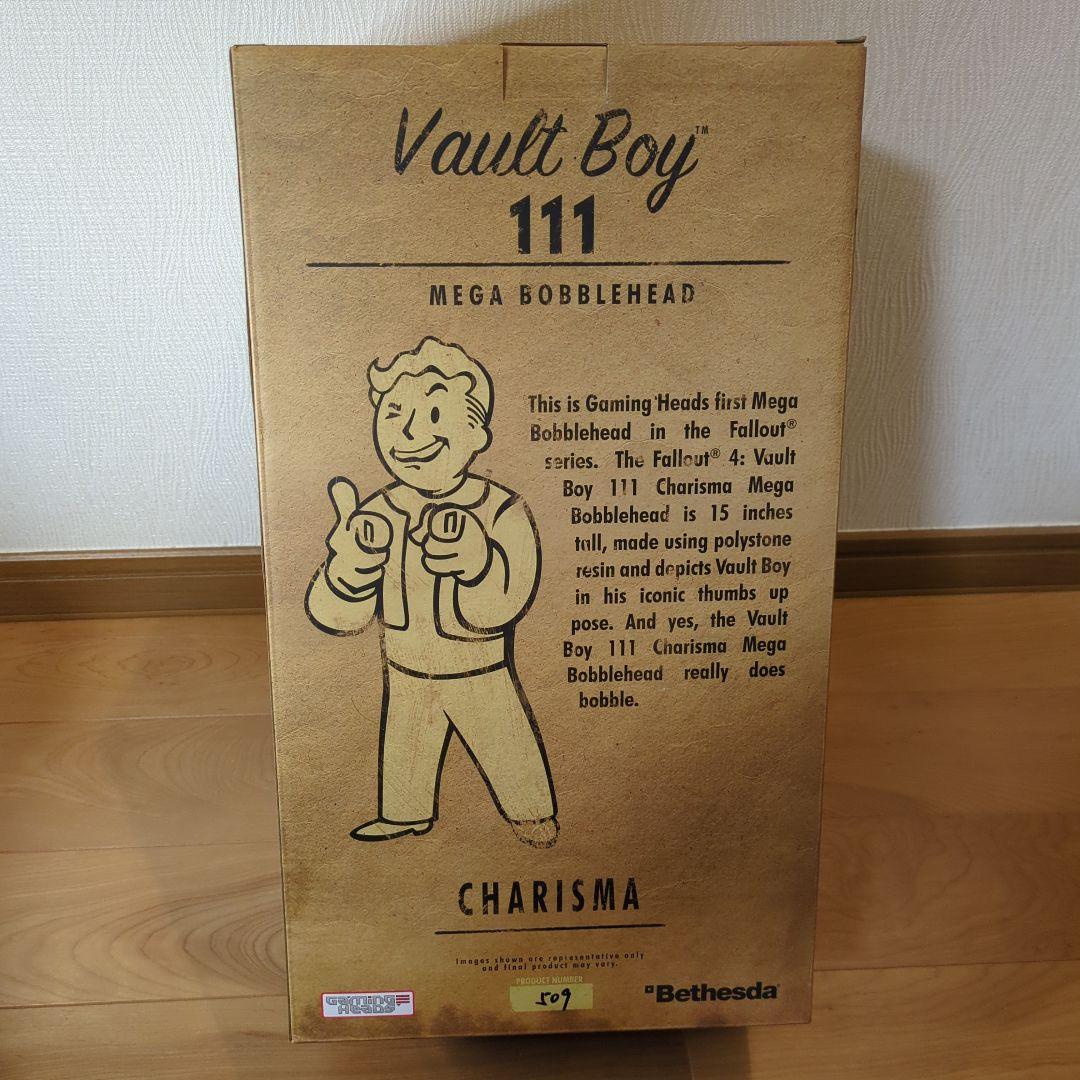 Vault Boy™
111
MEGA BOBBLEHEAD
This is Gaming Heads first Mega
Bobblehead in the Fallout®
series. The Fallout® 4: Vault
Boy 111 Charisma Mega
Bobblehead is 15 inches
tall, made using polystone
resin and depicts Vault Boy
in his iconic thumbs up
pose. And yes, the Vault
Boy 111 Charisma Mega
Bobblehead really does
bobble.
CHARISMA
Images shown are representative only
and final product may vary.
PRODUCT NUMBER
509
Gaming
Heads
Bethesda